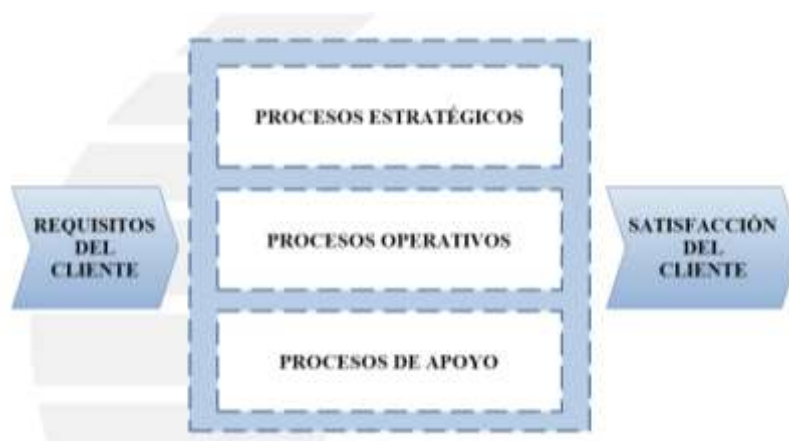 PROCESOS ESTRATÉGICOS
REQUISITOS
DEL
CLIENTE
PROCESOS OPERATIVOS
SATISFACCIÓN
DEL
CLIENTE
PROCESOS DE APOYO